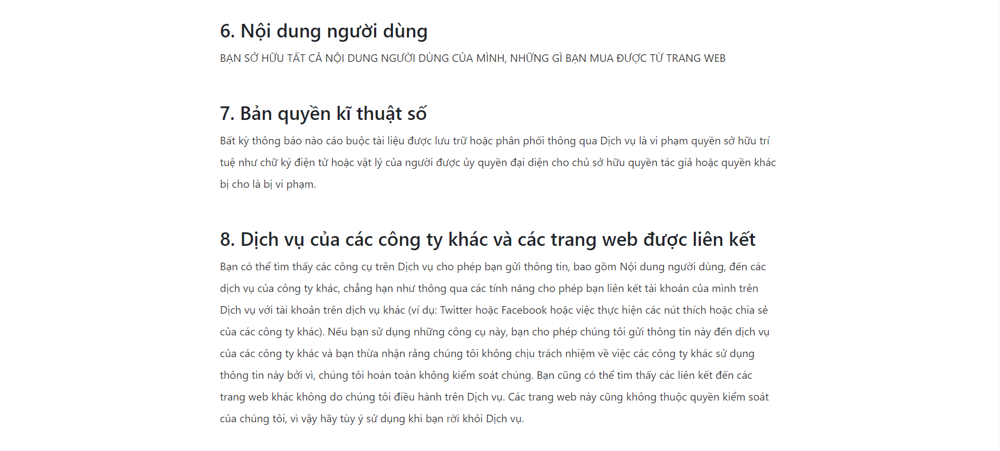 6. Nội dung người dùng
BẠN SỞ HỮU TẤT CẢ NỘI DUNG NGƯỜI DÙNG CỦA MÌNH, NHỮNG GÌ BẠN MUA ĐƯỢC TỪ TRANG WEB
7. Bản quyền kĩ thuật số
Bất kỳ thông báo nào cáo buộc tài liệu được lưu trữ hoặc phân phối thông qua Dịch vụ là vi phạm quyền sở hữu trí
tuệ như chữ ký điện tử hoặc vật lý của người được ủy quyền đại diện cho chủ sở hữu quyền tác giả hoặc quyền khác
bị cho là bị vi phạm.
8. Dịch vụ của các công ty khác và các trang web được liên kết
Bạn có thể tìm thấy các công cụ trên Dịch vụ cho phép bạn gửi thông tin, bao gồm Nội dung người dùng, đến các
dịch vụ của công ty khác, chẳng hạn như thông qua các tính năng cho phép bạn liên kết tài khoản của mình trên
Dịch vụ với tài khoản trên dịch vụ khác (ví dụ: Twitter hoặc Facebook hoặc việc thực hiện các nút thích hoặc chia sẻ
của các công ty khác). Nếu bạn sử dụng những công cụ này, bạn cho phép chúng tôi gửi thông tin này đến dịch vụ
của các công ty khác và bạn thừa nhận rằng chúng tôi không chịu trách nhiệm về việc các công ty khác sử dụng
thông tin này bởi vì, chúng tôi hoàn toàn không kiểm soát chúng. Bạn cũng có thể tìm thấy các liên kết đến các
trang web khác không do chúng tôi điều hành trên Dịch vụ. Các trang web này cũng không thuộc quyền kiểm soát
của chúng tôi, vì vậy hãy tùy ý sử dụng khi bạn rời khỏi Dịch vụ.